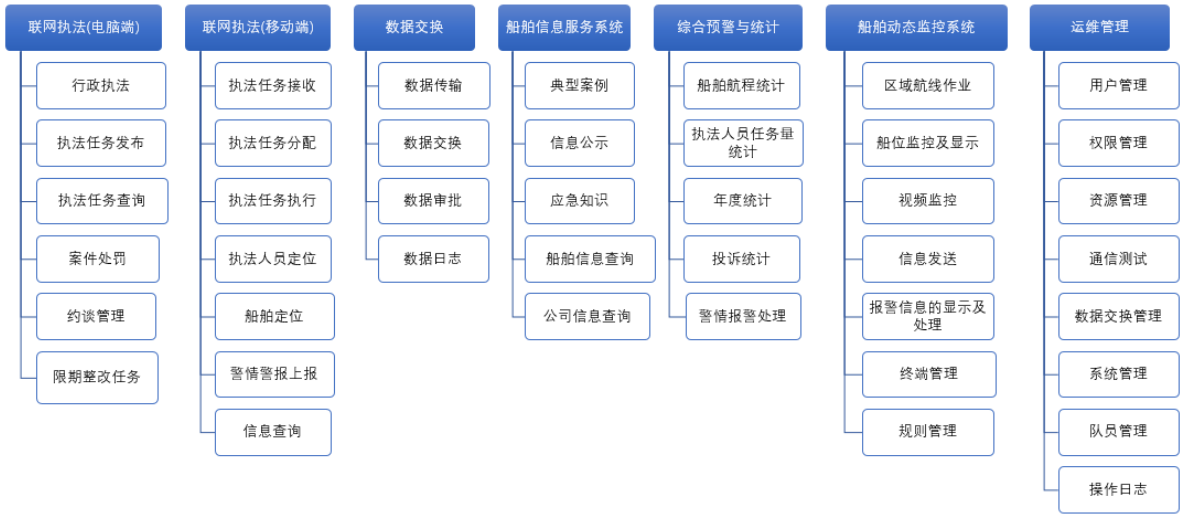 联网执法(电脑端)
行政执法
执法任务发布
执法任务查询
案件处罚
约谈管理
限期整改任务
联网执法(移动端)
执法任务接收
执法任务分配
执法任务执行
执法人员定位
船舶定位
警情警报上报
信息查询
数据交换
数据传输
数据交换
数据审批
数据日志
船舶信息服务系统
典型案例
信息公示
应急知识
船舶信息查询
公司信息查询
综合预警与统计
船舶航程统计
执法人员任务量
统计
年度统计
投诉统计
警情报警处理
船舶动态监控系统
区域航线作业
船位监控及显示
视频监控
信息发送
报警信息的显示及
处理
终端管理
规则管理
运维管理
用户管理
权限管理
资源管理
通信测试
数据交换管理
系统管理
队员管理
操作日志